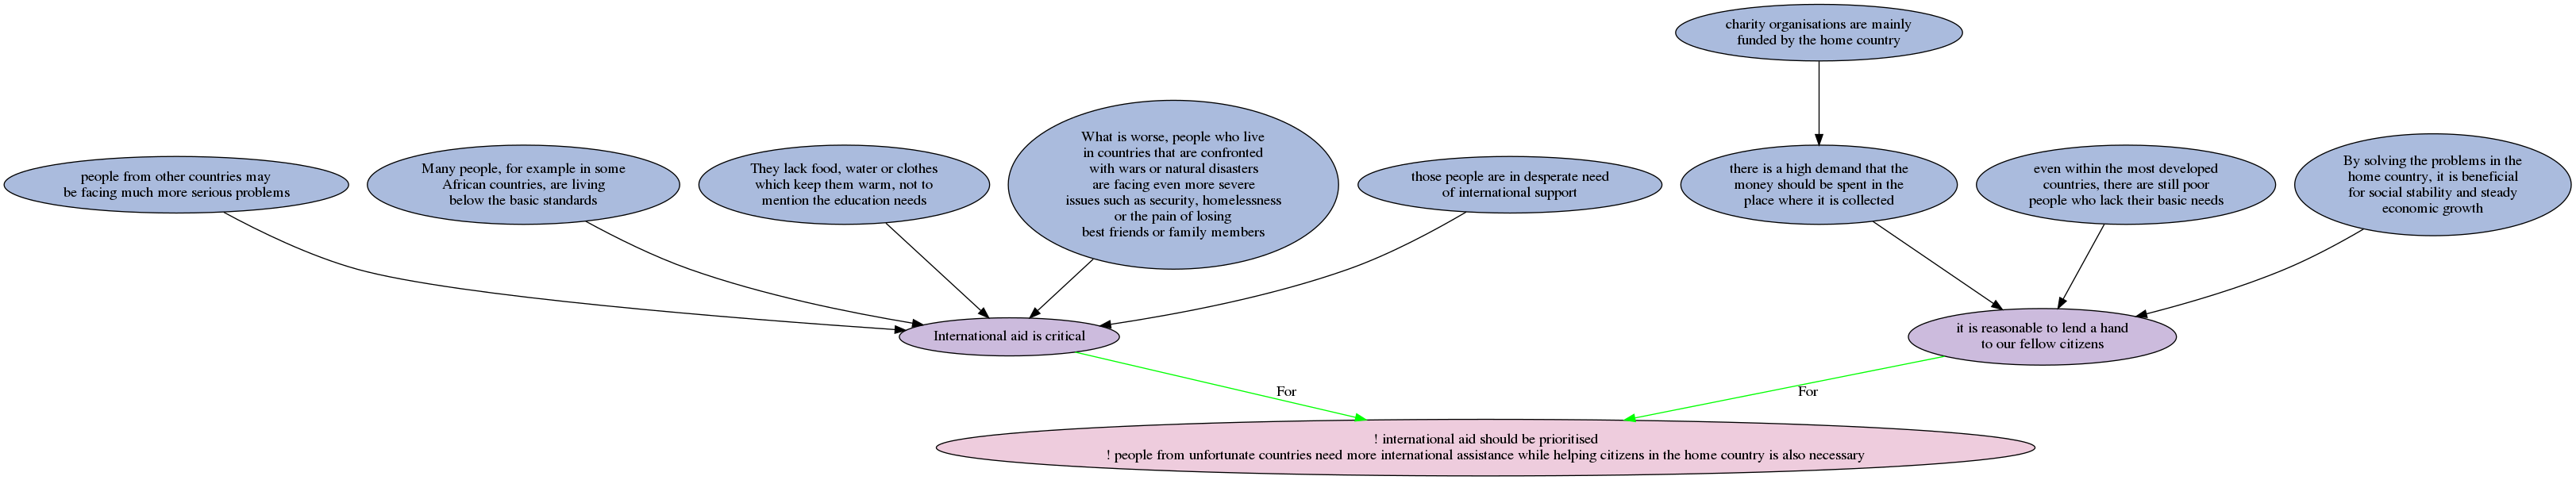 charity organisations are mainly
funded by the home country
people from other countries may
be facing much more serious problems
Many people, for example in some
African countries, are living
below the basic standards
They lack food, water or clothes
which keep them warm, not to
mention the education needs
What is worse, people who live
in countries that are confronted
with wars or natural disasters
are facing even more severe
issues such as security, homelessness
or the pain of losing
best friends or family members
those people are in desperate need
of international support
there is a high demand that the
money should be spent in the
place where it is collected
even within the most developed
countries, there are still poor
people who lack their basic needs
By solving the problems in the
home country, it is beneficial
for social stability and steady
economic growth
International aid is critical
it is reasonable to lend a hand
to our fellow citizens
For
For
! international aid should be prioritised
! people from unfortunate countries need more international assistance while helping citizens in the home country is also necessary